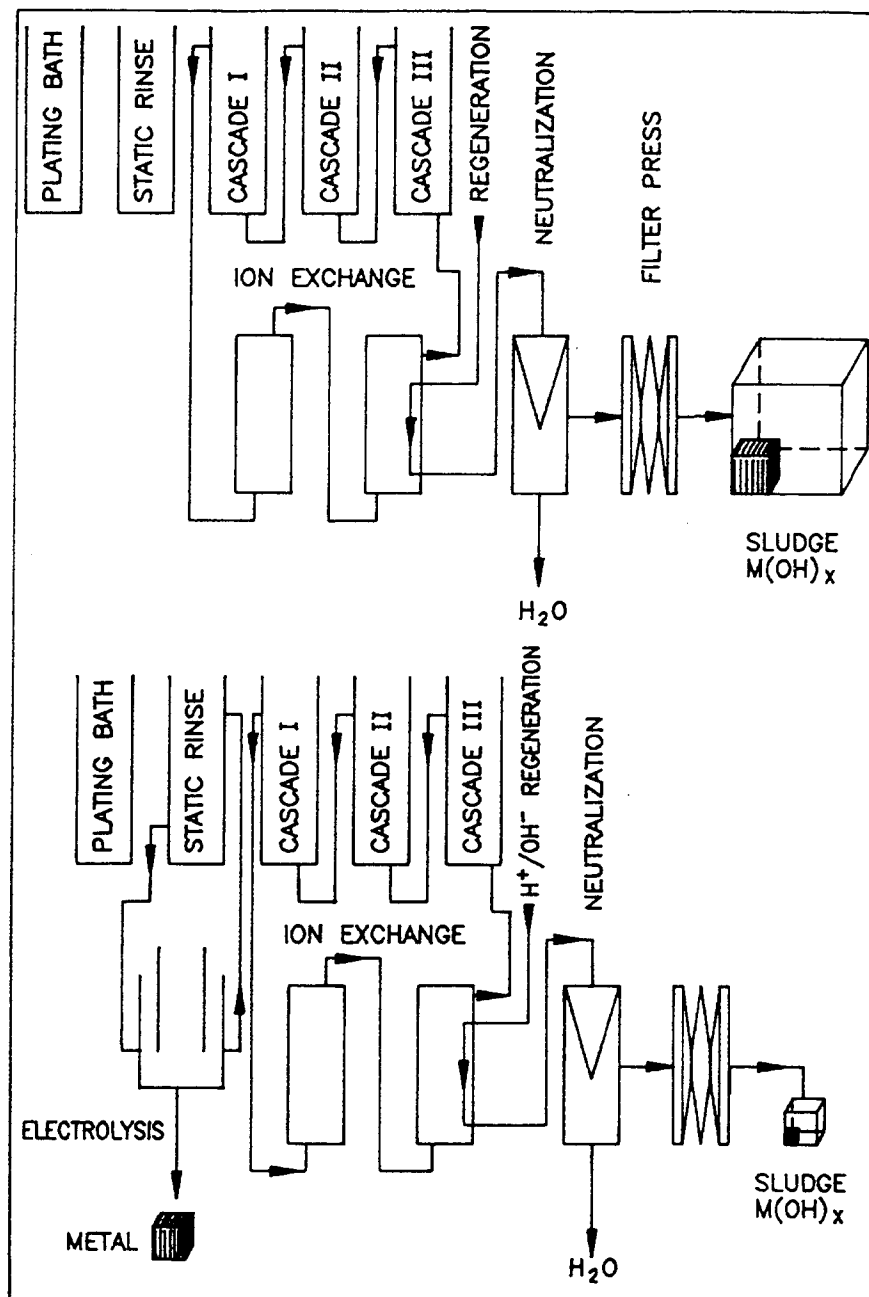 PLATING BATH
STATIC RINSE
CASCADE I
CASCADE II
CASCADE III
REGENERATION
NEUTRALIZATION
FILTER PRESS
ION EXCHANGE
SLUDGE
M(OH)x
H₂O
PLATING BATH
STATIC RINSE
CASCADE I
CASCADE II
CASCADE III
H⁺/OH⁻ REGENERATION
NEUTRALIZATION
ION EXCHANGE
ELECTROLYSIS
METAL
SLUDGE
M(OH)x
H₂O